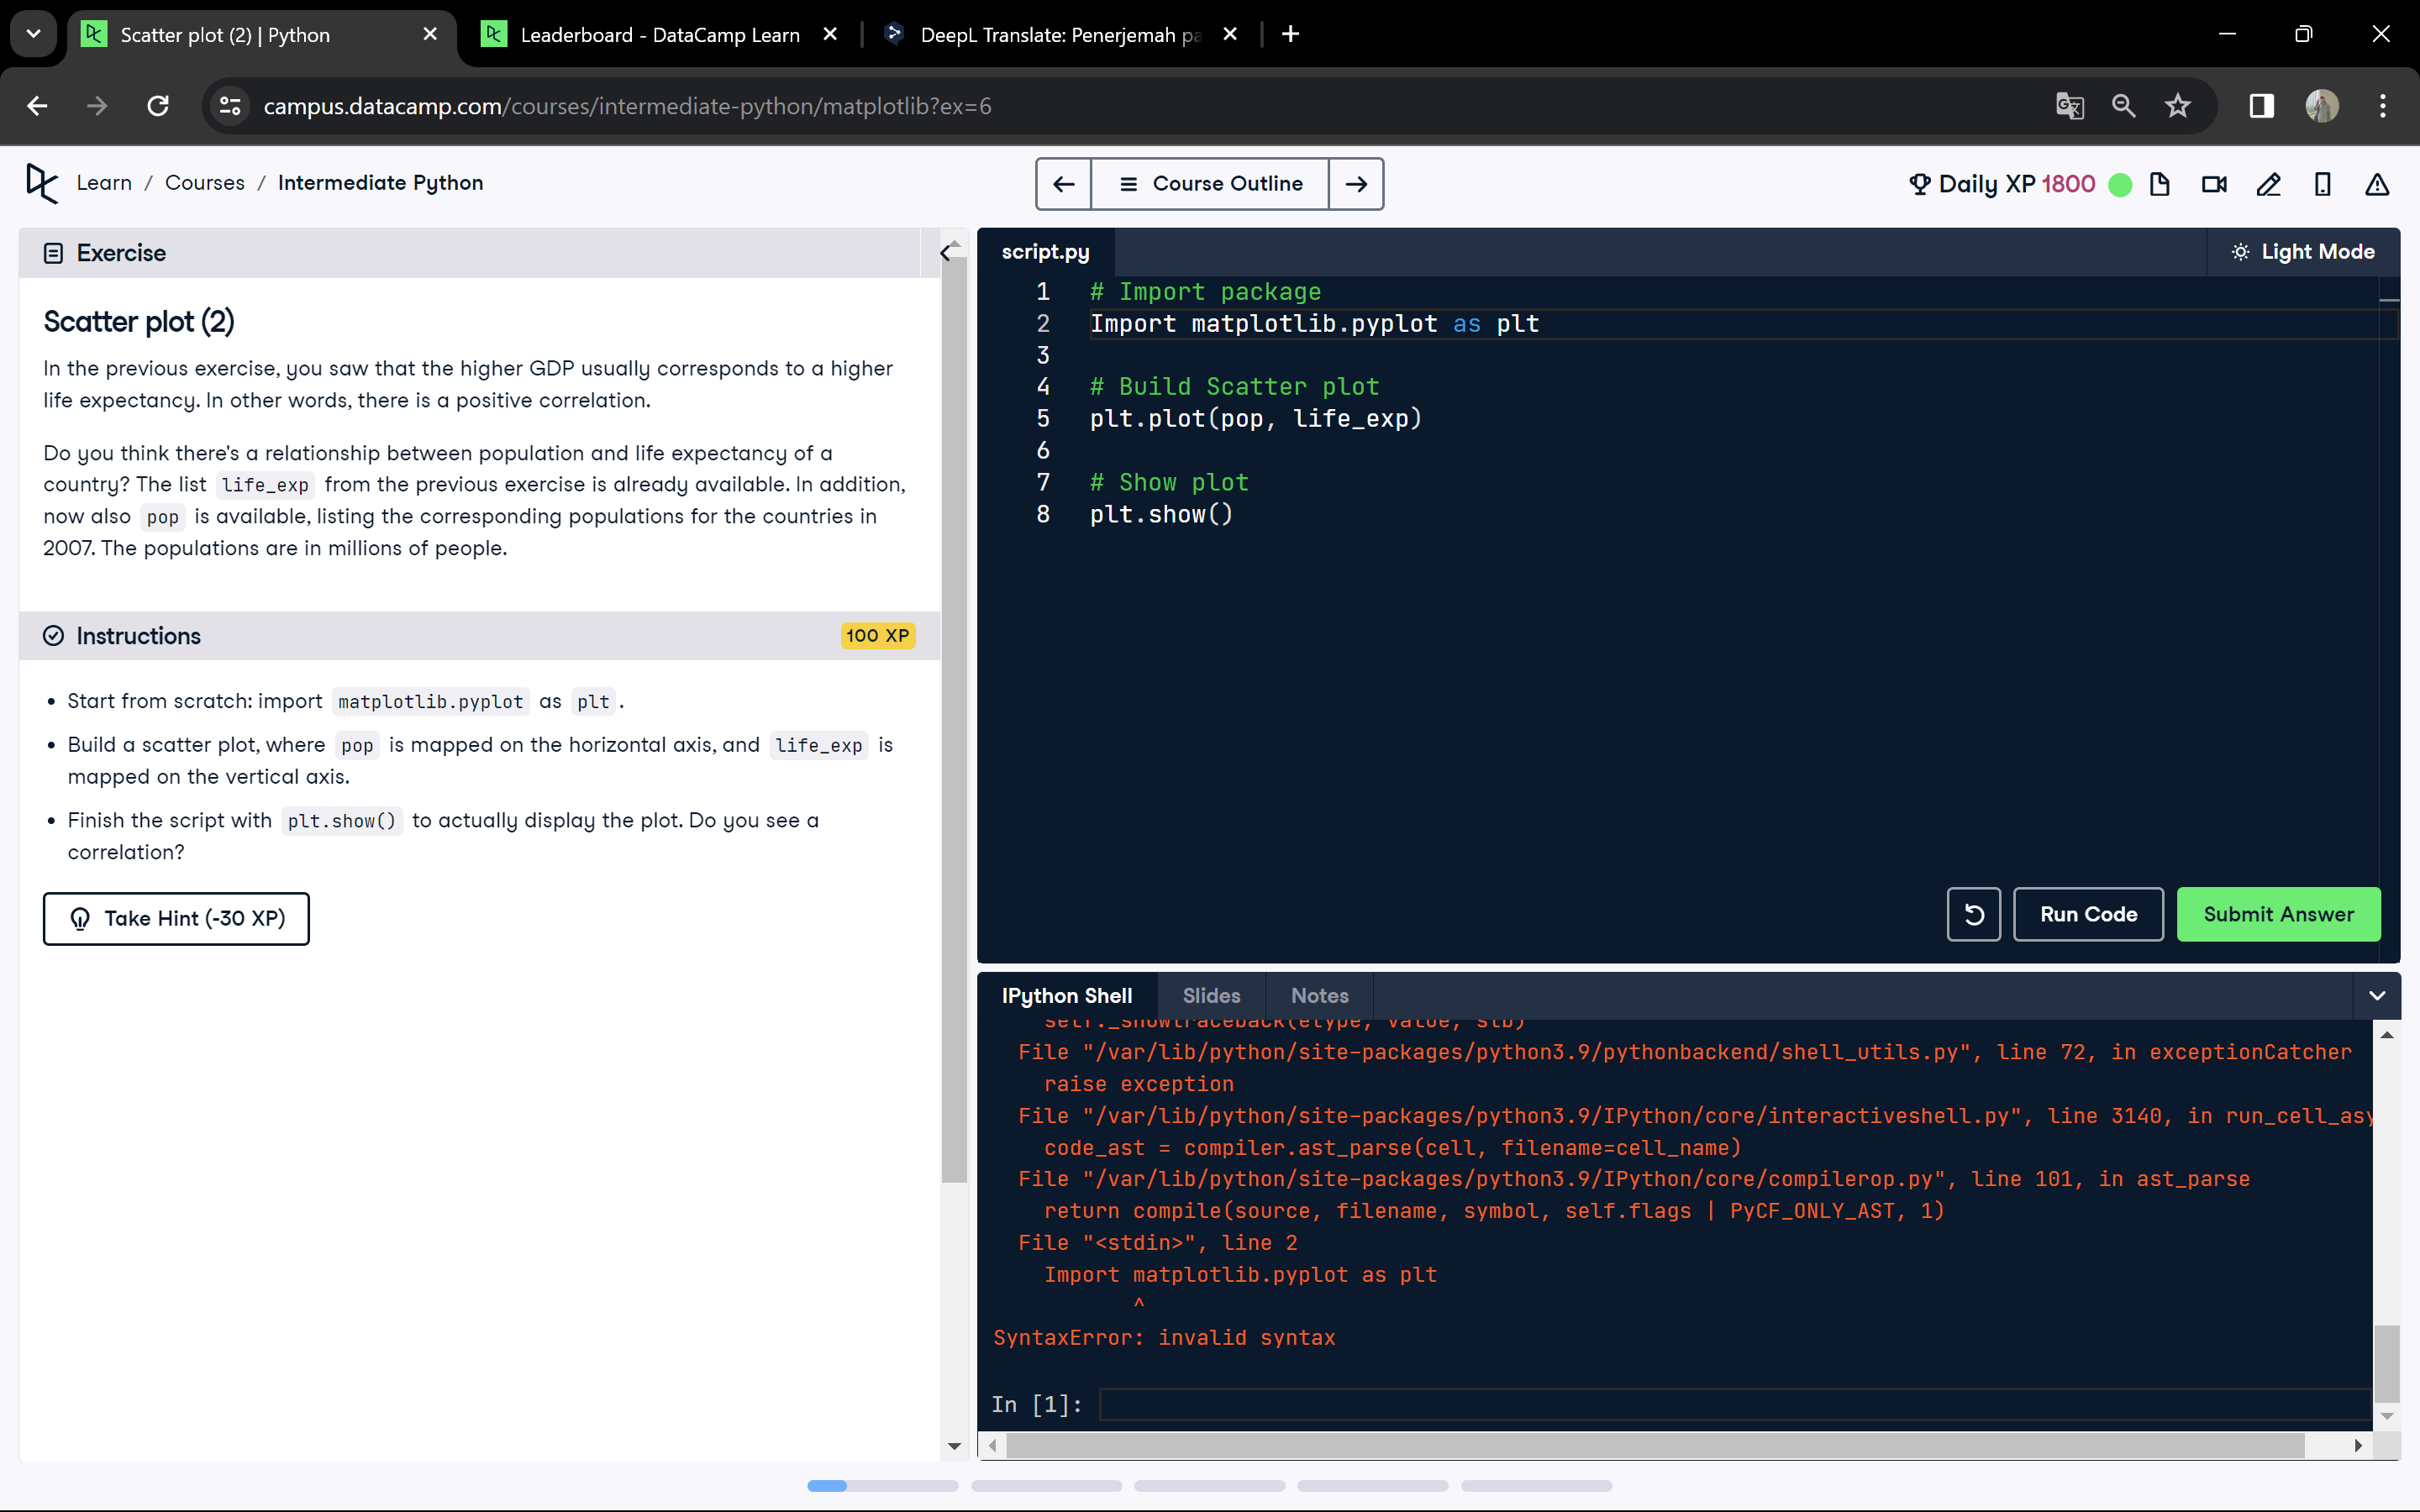 Scatter plot (2) | Python
Leaderboard - DataCamp Learn
DeepL Translate: Penerjemah pa
campus.datacamp.com/courses/intermediate-python/matplotlib?ex=6
Learn / Courses / Intermediate Python
Course Outline
Daily XP 1800
Exercise
Scatter plot (2)
In the previous exercise, you saw that the higher GDP usually corresponds to a higher
life expectancy. In other words, there is a positive correlation.
Do you think there's a relationship between population and life expectancy of a
country? The list life_exp from the previous exercise is already available. In addition,
now also pop is available, listing the corresponding populations for the countries in
2007. The populations are in millions of people.
Instructions
100 XP
• Start from scratch: import matplotlib.pyplot as plt.
• Build a scatter plot, where pop is mapped on the horizontal axis, and life_exp is
mapped on the vertical axis.
• Finish the script with plt.show() to actually display the plot. Do you see a
correlation?
Take Hint (-30 XP)
script.py
Light Mode
1 # Import package
2 Import matplotlib.pyplot as plt
3
4 # Build Scatter plot
5 plt.plot(pop, life_exp)
6
7 # Show plot
8 plt.show()
Run Code
Submit Answer
IPython Shell
Slides
Notes
self._showtraceback(etype, value, stb)
File "/var/lib/python/site-packages/python3.9/pythonbackend/shell_utils.py", line 72, in exceptionCatcher
raise exception
File "/var/lib/python/site-packages/python3.9/IPython/core/interactiveshell.py", line 3140, in run_cell_asy
code_ast = compiler.ast_parse(cell, filename=cell_name)
File "/var/lib/python/site-packages/python3.9/IPython/core/compilerop.py", line 101, in ast_parse
return compile(source, filename, symbol, self.flags | PyCF_ONLY_AST, 1)
File "<stdin>", line 2
Import matplotlib.pyplot as plt
^
SyntaxError: invalid syntax
In [1]: